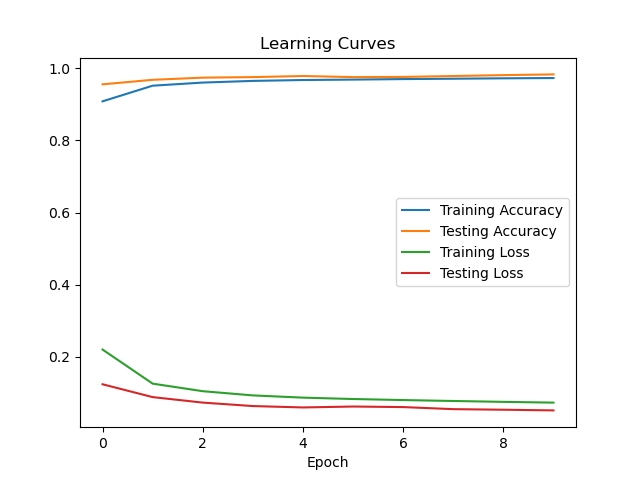 Learning Curves
1.0
0.8
0.6
0.4
0.2
Training Accuracy
Testing Accuracy
Training Loss
Testing Loss
0 2 4 6 8
Epoch